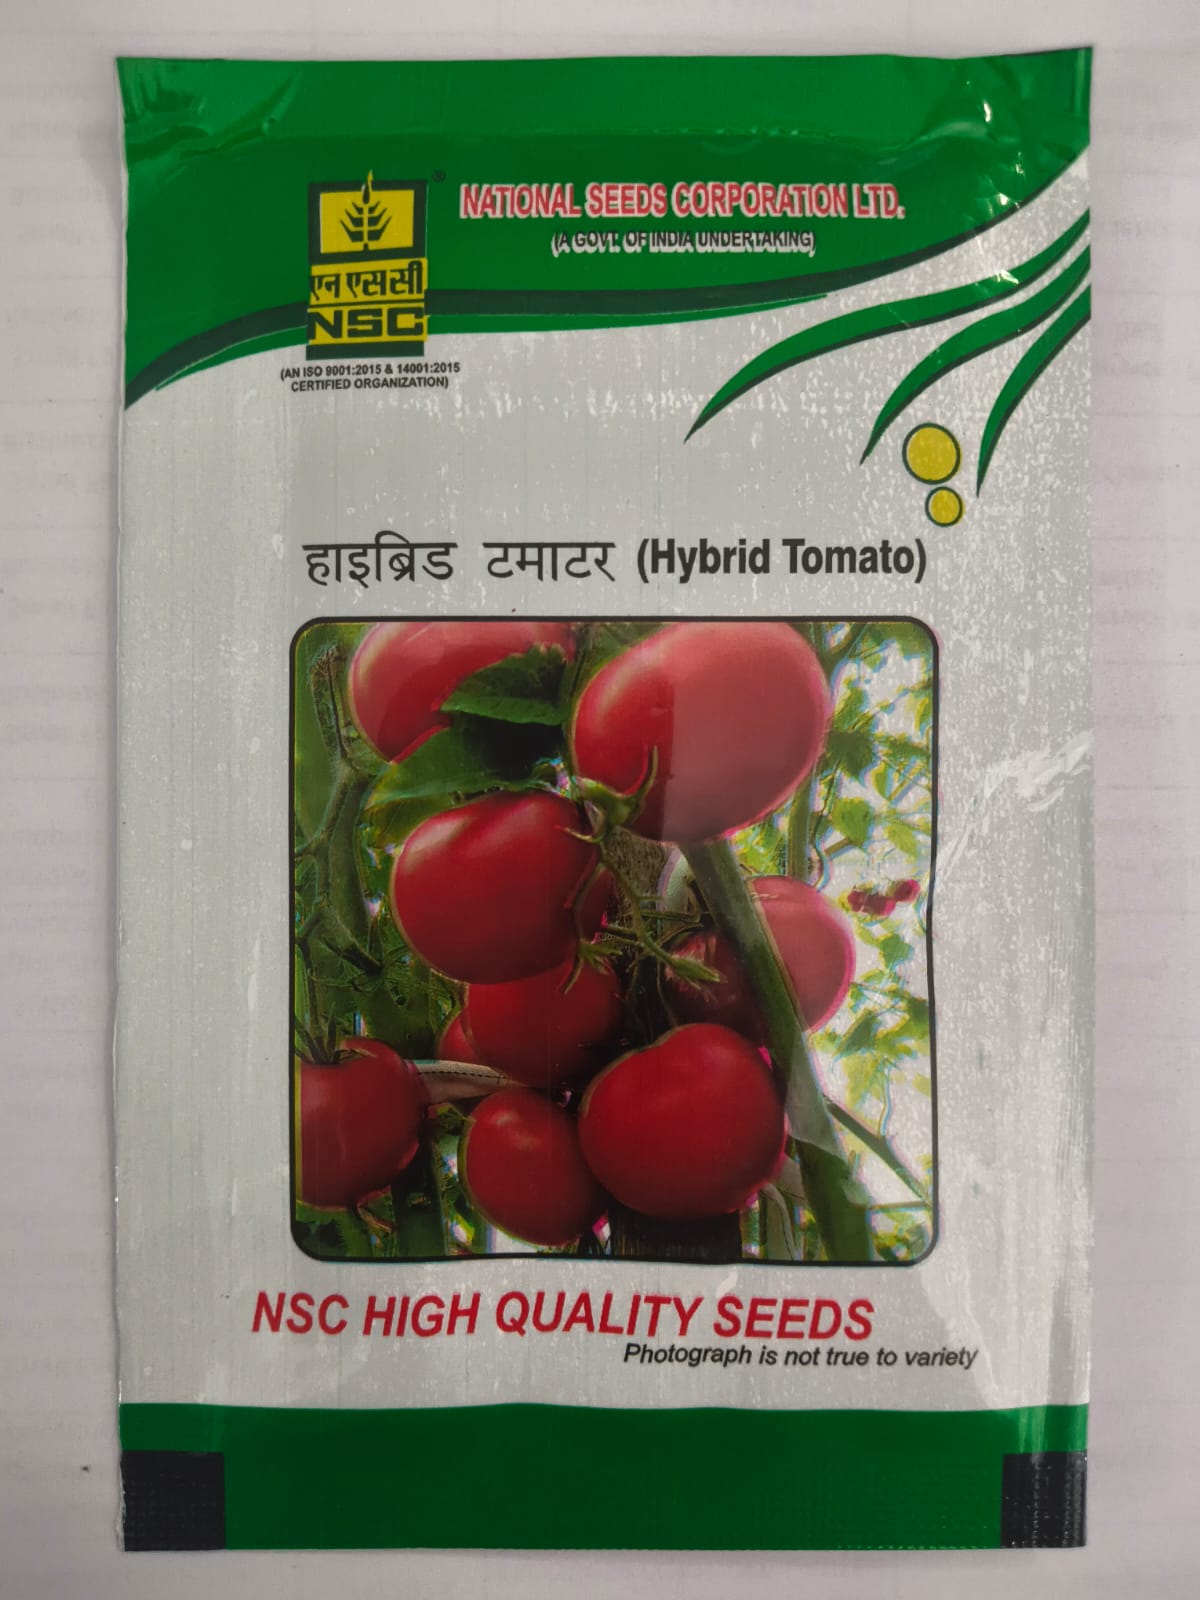 NATIONAL SEEDS CORPORATION LTD.
(A GOVT. OF INDIA UNDERTAKING)
®
एन एस सी
NSC
(AN ISO 9001:2015 & 14001:2015
CERTIFIED ORGANIZATION)
हाइब्रिड टमाटर (Hybrid Tomato)
NSC HIGH QUALITY SEEDS
Photograph is not true to variety